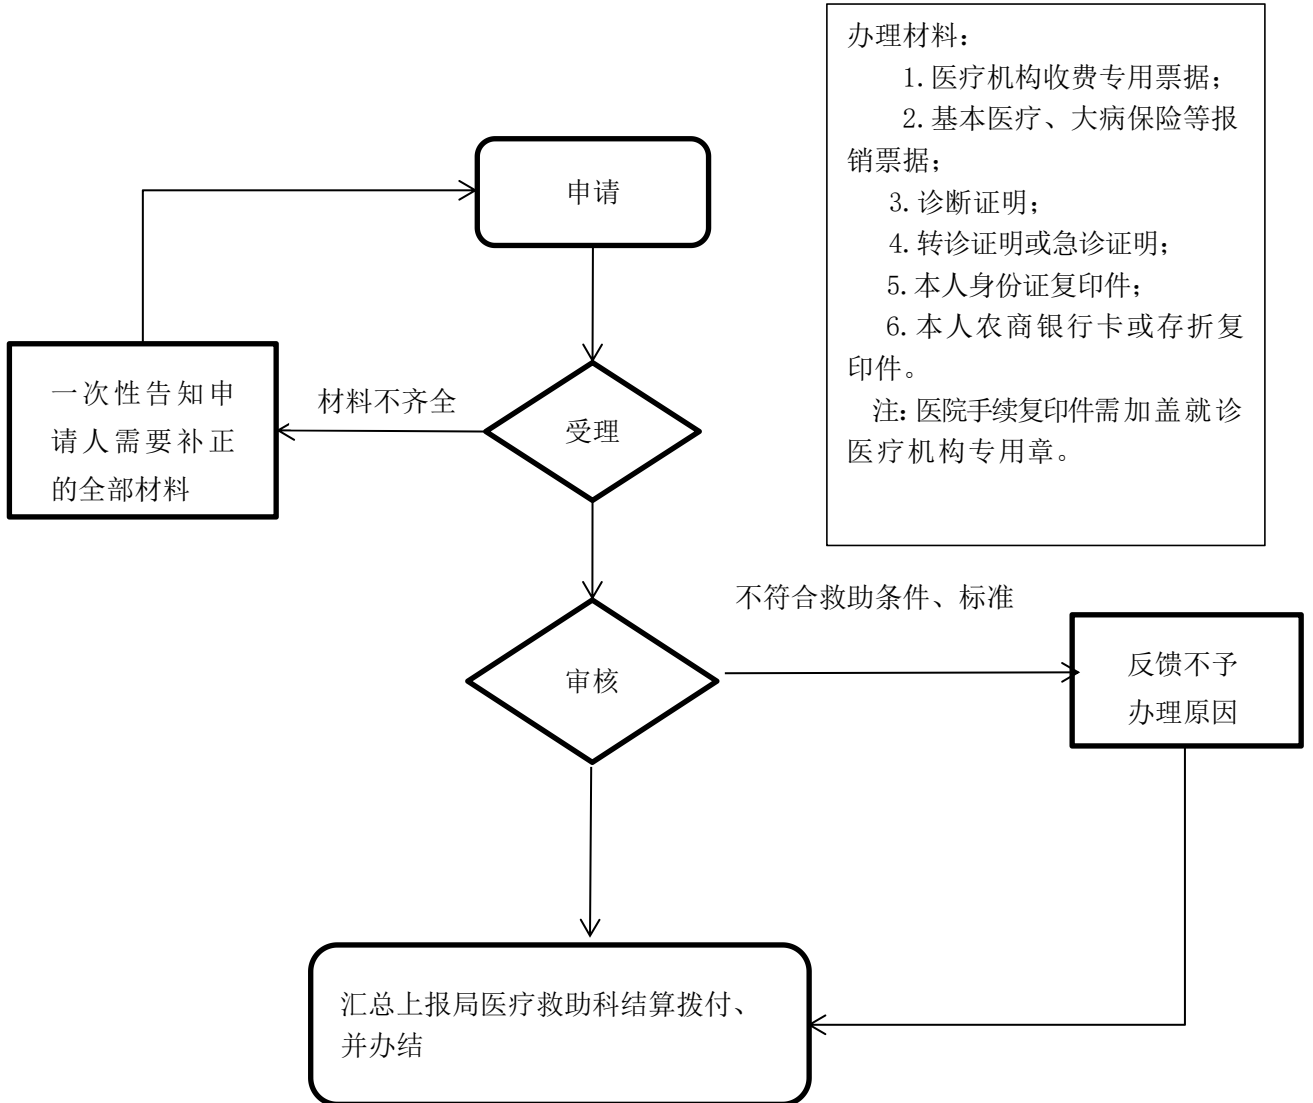 办理材料：
1.医疗机构收费专用票据；
2.基本医疗、大病保险等报
销票据；
3.诊断证明；
4.转诊证明或急诊证明；
5.本人身份证复印件；
6.本人农商银行卡或存折复
印件。
注：医院手续复印件需加盖就诊
医疗机构专用章。
申请
一次性告知申
请人需要补正
的全部材料
材料不齐全
受理
不符合救助条件、标准
审核
反馈不予
办理原因
汇总上报局医疗救助科结算拨付、
并办结